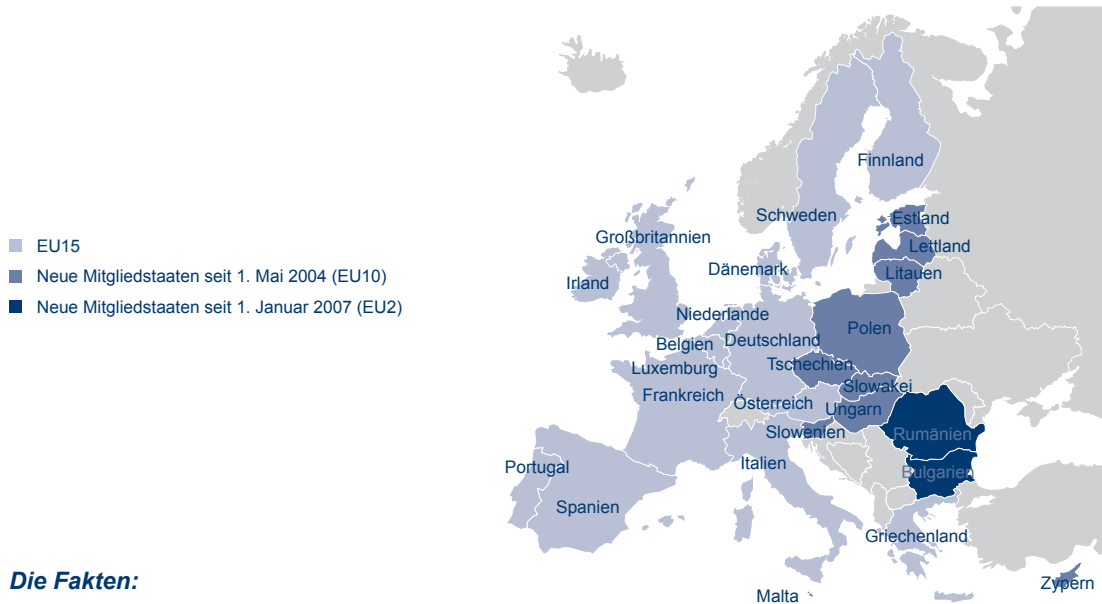 EU15
Neue Mitgliedstaaten seit 1. Mai 2004 (EU10)
Neue Mitgliedstaaten seit 1. Januar 2007 (EU2)
Finnland
Schweden
Estland
Großbritannien
Lettland
Dänemark
Litauen
Irland
Niederlande
Polen
Deutschland
Belgien
Tschechien
Luxemburg
Slowakei
Frankreich
Österreich
Ungarn
Slowenien
Rumänien
Italien
Portugal
Bulgarien
Spanien
Griechenland
Die Fakten:
Zypern
Malta